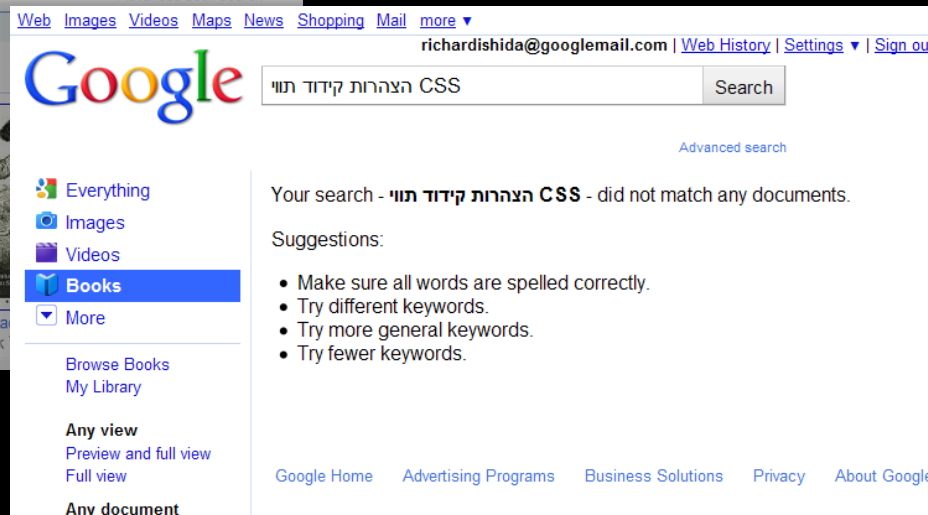 Web Images Videos Maps News Shopping Mail more ▼
richardishida@googlemail.com | Web History | Settings ▼ | Sign ou
Google
הצהרות קידוד תווי CSS
Search
Advanced search
Everything
Images
Videos
Books
More
Browse Books
My Library
Any view
Preview and full view
Full view
Any document
Your search - הצהרות קידוד תווי CSS - did not match any documents.
Suggestions:
• Make sure all words are spelled correctly.
• Try different keywords.
• Try more general keywords.
• Try fewer keywords.
Google Home Advertising Programs Business Solutions Privacy About Google